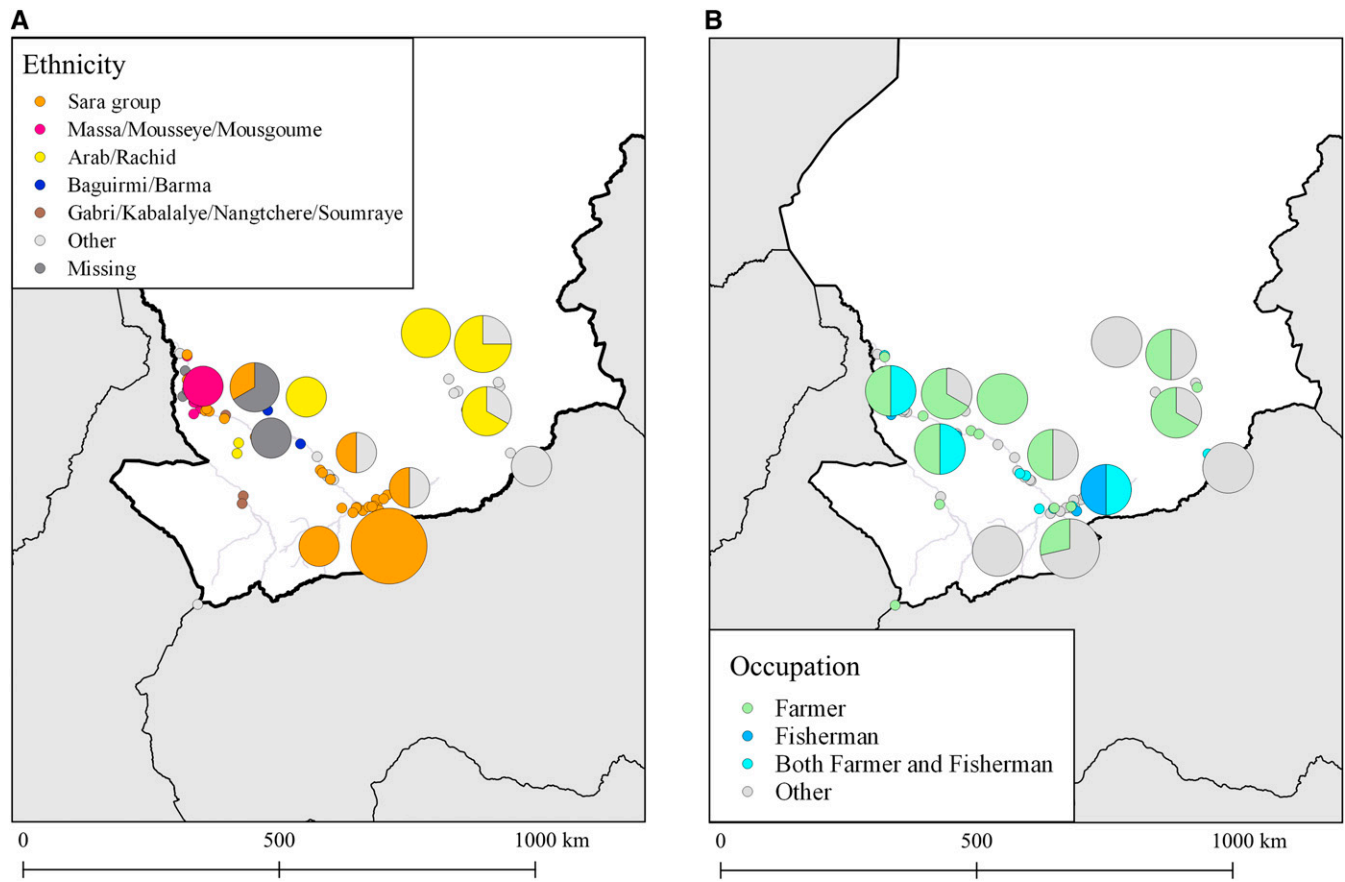 A
Ethnicity
Sara group
Massa/Mousseye/Mousgoume
Arab/Rachid
Baguirmi/Barma
Gabri/Kabalalye/Nangtchere/Soumraye
Other
Missing
0 500 1000 km
B
Occupation
Farmer
Fisherman
Both Farmer and Fisherman
Other
0 500 1000 km